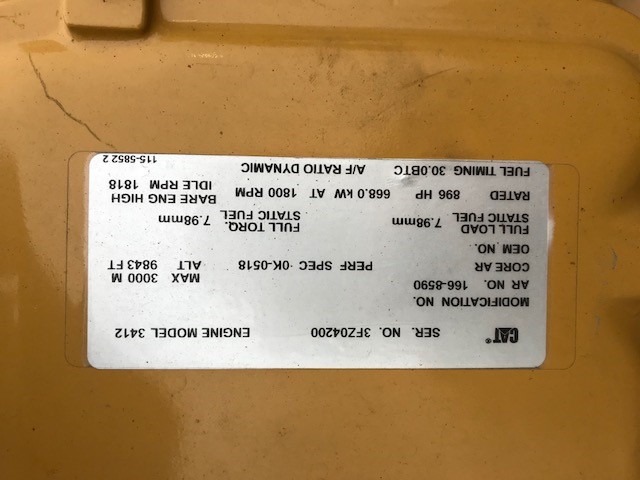 CAT® SER. NO. 3FZ04200 ENGINE MODEL 3412
MODIFICATION NO.
AR NO. 166-8590 PERF SPEC 0K-0518 MAX 3000 M
CORE AR ALT 9843 FT
OEM NO.
FULL LOAD 7.98mm FULL TORQ. 7.98mm
STATIC FUEL STATIC FUEL
RATED 896 HP 668.0 kW AT 1800 RPM BARE ENG HIGH
IDLE RPM 1818
FUEL TIMING 30.0BTC A/F RATIO DYNAMIC
115-5852 2